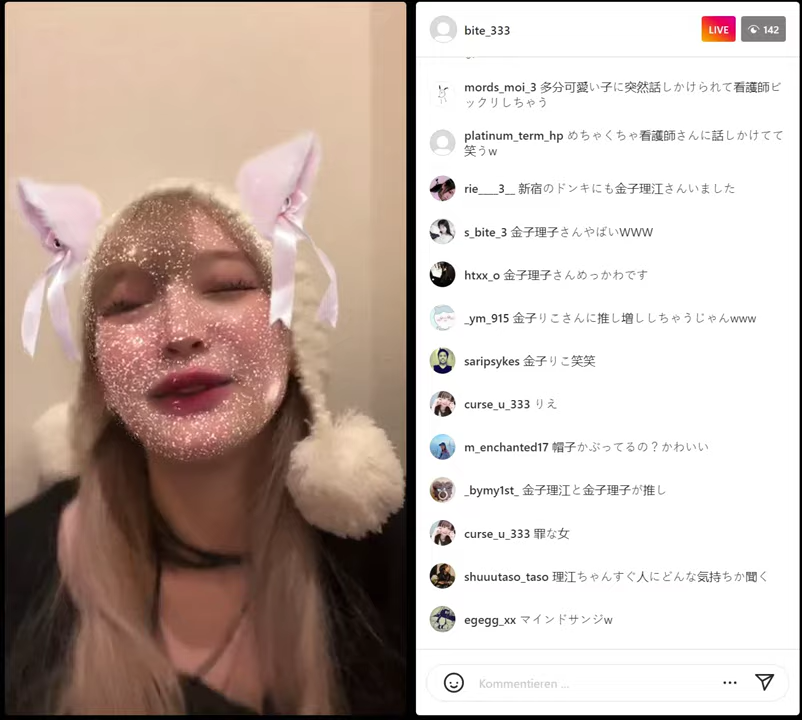 bite_333
LIVE
142
mords_moi_3 多分可愛い子に突然話しかけられて看護師ビ
ックリしちゃう
platinum_term_hp めちゃくちゃ看護師さんに話しかけてて
笑うw
rie___3__ 新宿のドンキにも金子理江さんいました
s_bite_3 金子理子さんやばいWWW
htxx_o 金子理子さんめっかわです
_ym_915 金子りこさんに推し増ししちゃうじゃんwww
saripsykes 金子りこ笑笑
curse_u_333 りえ
m_enchanted17 帽子かぶってるの？かわいい
_bymy1st_ 金子理江と金子理子が推し
curse_u_333 罪な女
shuuutaso_taso 理江ちゃんすぐ人にどんな気持ちか聞く
egegg_xx マインドサンジw
Kommentieren ...